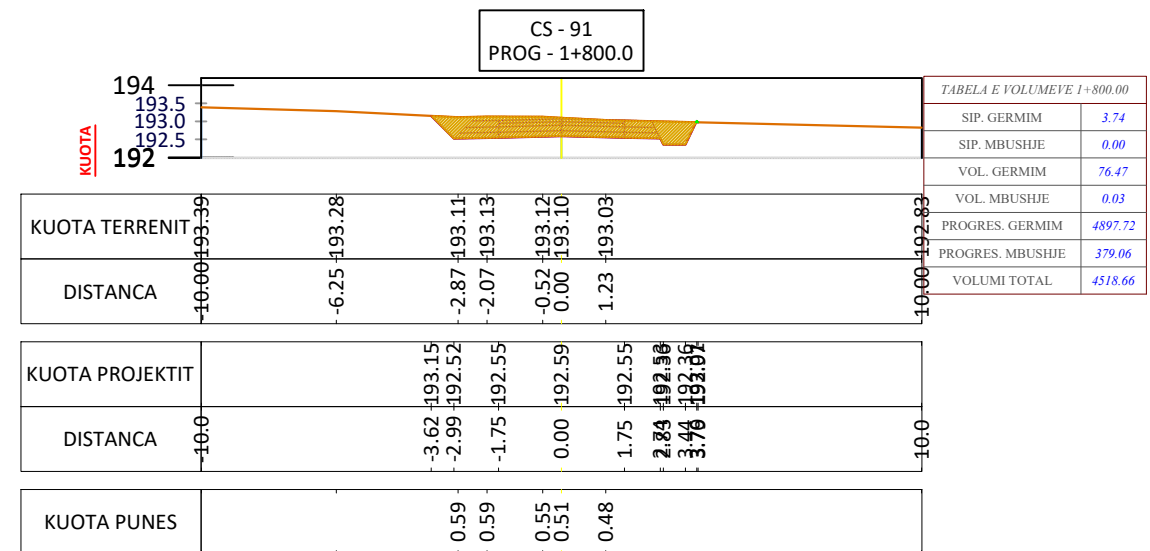 CS - 91
PROG - 1+800.0
194
193.5
193.0
192.5
192
KUOTA
TABELA E VOLUMEVE 1+800.00
SIP. GERMIM 3.74
SIP. MBUSHJE 0.00
VOL. GERMIM 76.47
VOL. MBUSHJE 0.03
PROGRES. GERMIM 4897.72
PROGRES. MBUSHJE 379.06
VOLUMI TOTAL 4518.66
KUOTA TERRENIT 193.39 193.28 193.11 193.13 193.12 193.10 193.03 192.83
DISTANCA -10.00 -6.25 -2.87 -2.07 -0.52 0.00 1.23 10.00
KUOTA PROJEKTIT 193.15 192.52 192.55 192.59 192.55 192.36
DISTANCA -10.0 -3.62 -2.99 -1.75 0.00 1.75 3.44 10.0
KUOTA PUNES 0.59 0.59 0.55 0.51 0.48